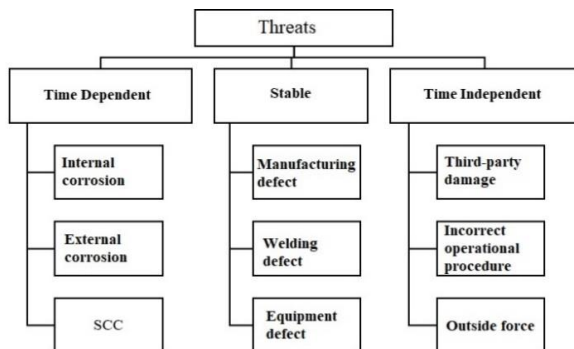 Threats
Time Dependent
Stable
Time Independent
Internal
corrosion
Manufacturing
defect
Third-party
damage
External
corrosion
Welding
defect
Incorrect
operational
procedure
SCC
Equipment
defect
Outside force